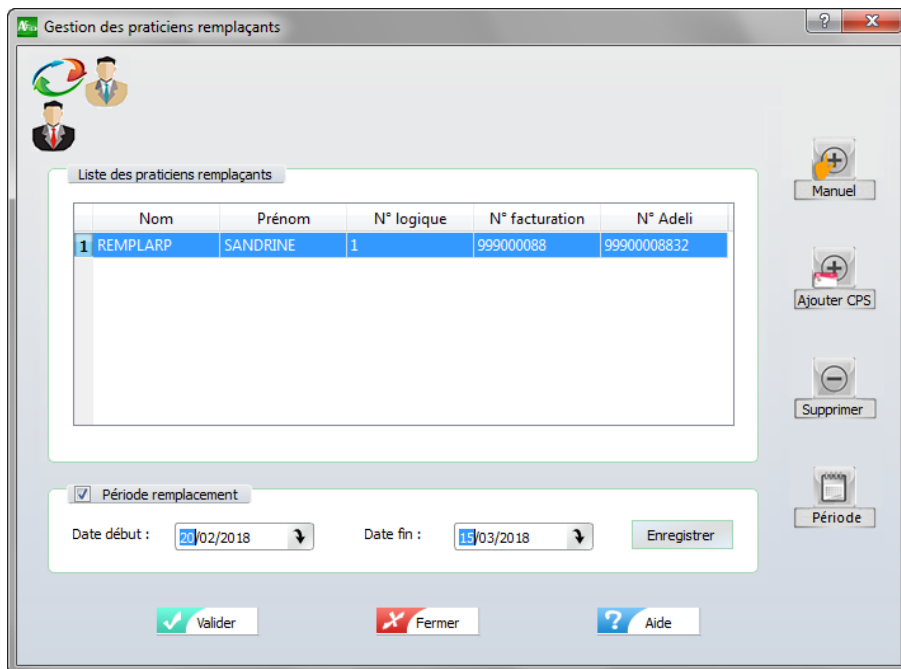 Gestion des praticiens remplaçants
Liste des praticiens remplaçants
Nom Prénom N° logique N° facturation N° Adeli
1 REMPLARP SANDRINE 1 999000088 99900008832
Manuel
Ajouter CPS
Supprimer
Période
Période remplacement
Date début : 20/02/2018 Date fin : 15/03/2018 Enregistrer
Valider Fermer ? Aide